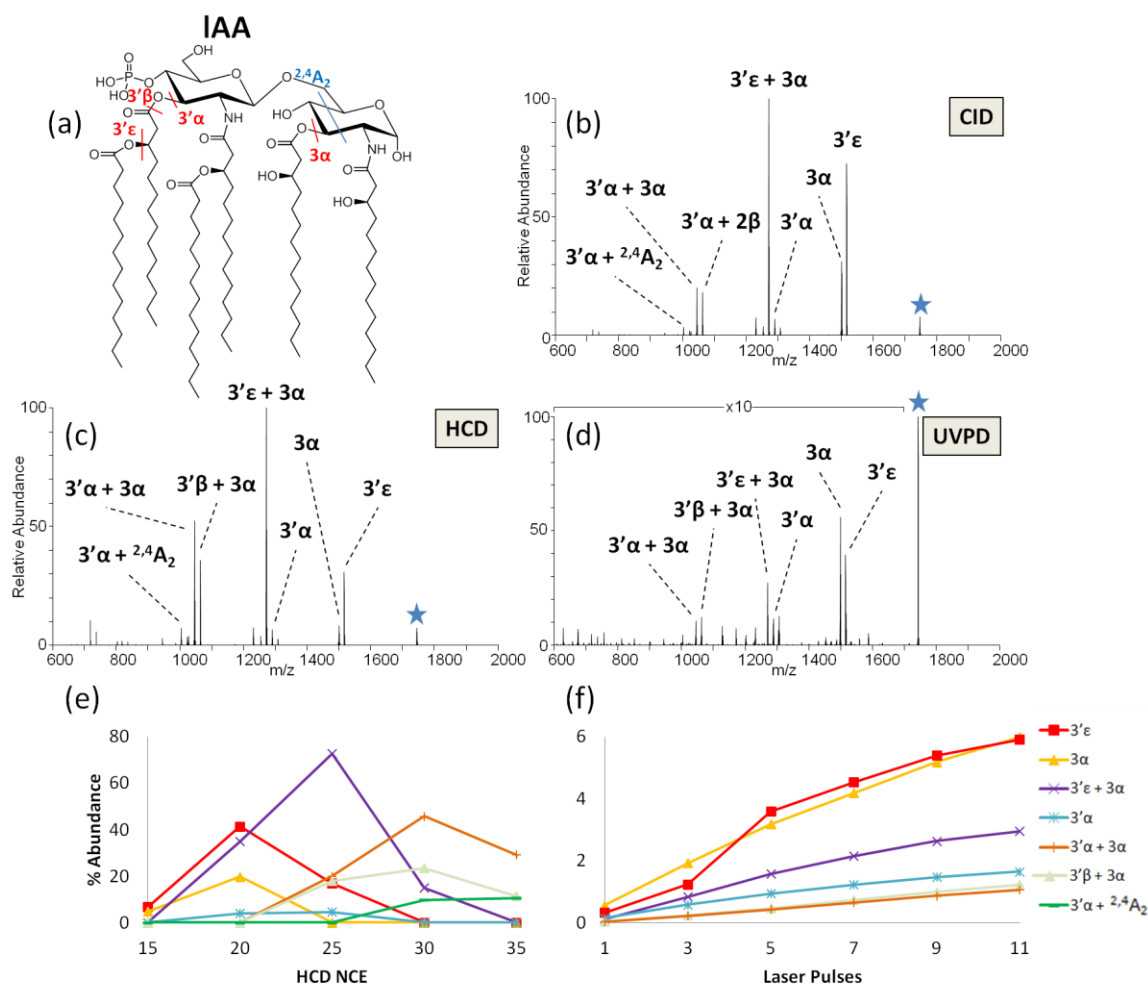 IAA
(a)
OH
O
HO
P
O
HO
O
O
O
²,⁴A₂
3'β
3'α
3'ε
3α
HO
O
O
NH
O
NH
OH
O
O
O
O
O
O
HO
HO
(b)
CID
3'ε + 3α
3'ε
3α
3'α + 3α
3'α + 2β
3'α
3'α + ²,⁴A₂
Relative Abundance
100
50
0
600 800 1000 1200 1400 1600 1800 2000
m/z
(c)
HCD
3'ε + 3α
3α
3'α + 3α
3'β + 3α
3'ε
3'α
3'α + ²,⁴A₂
Relative Abundance
100
50
0
600 800 1000 1200 1400 1600 1800 2000
m/z
(d)
x10
UVPD
3α
3'ε
3'ε + 3α
3'β + 3α
3'α
3'α + 3α
Relative Abundance
100
50
0
600 800 1000 1200 1400 1600 1800 2000
m/z
(e)
% Abundance
80
60
40
20
0
15 20 25 30 35
HCD NCE
(f)
6
4
2
0
1 3 5 7 9 11
Laser Pulses
3'ε
3α
3'ε + 3α
3'α
3'α + 3α
3'β + 3α
3'α + ²,⁴A₂